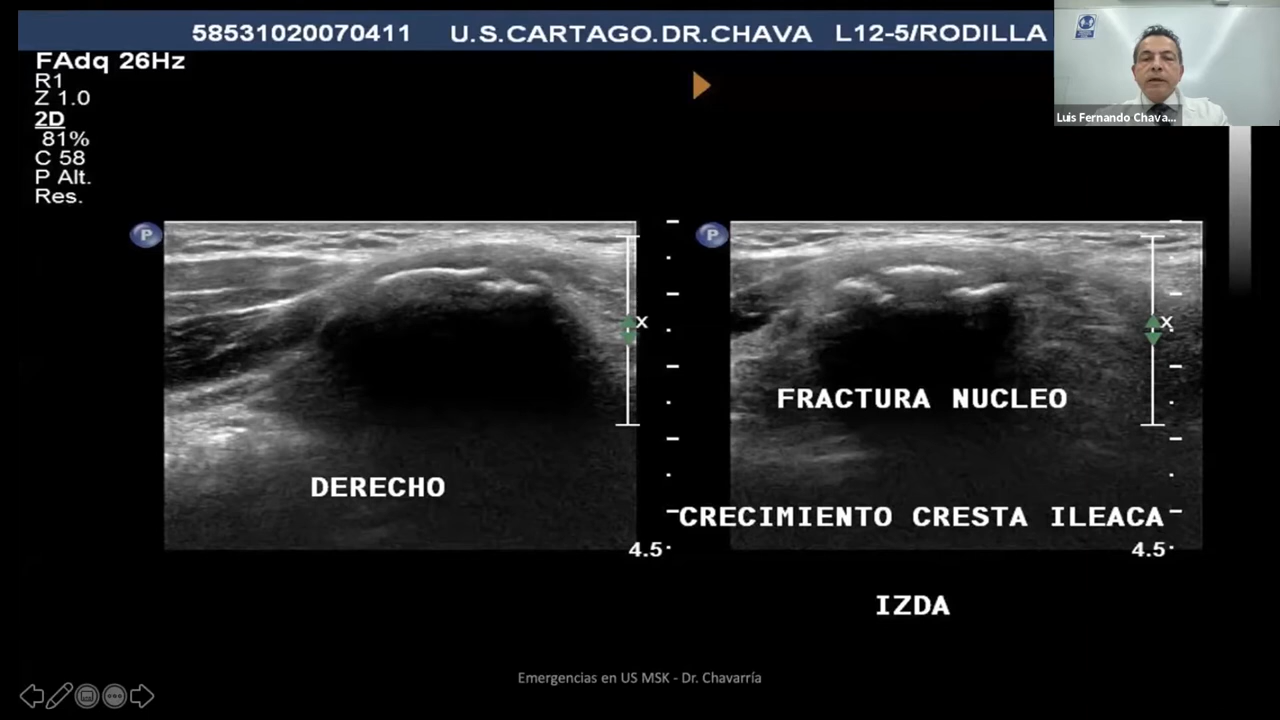 58531020070411 U.S.CARTAGO.DR.CHAVA L12-5/RODILLA
FAdq 26Hz
R1
Z 1.0
2D
81%
C 58
P Alt.
Res.
Luis Fernando Chava...
P
P
X
X
FRACTURA NUCLEO
DERECHO
CRECIMIENTO CRESTA ILEACA
4.5
4.5
IZDA
Emergencias en US MSK - Dr. Chavarría